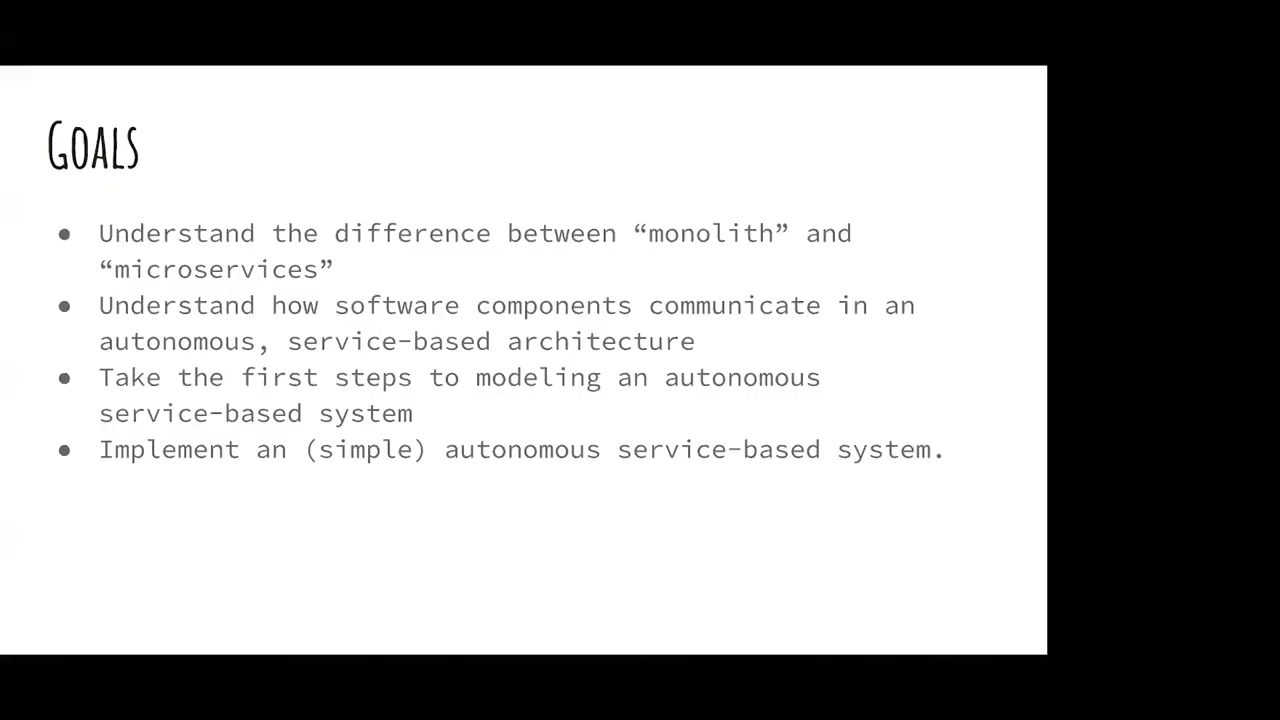 Goals
● Understand the difference between “monolith” and
“microservices”
● Understand how software components communicate in an
autonomous, service-based architecture
● Take the first steps to modeling an autonomous
service-based system
● Implement an (simple) autonomous service-based system.